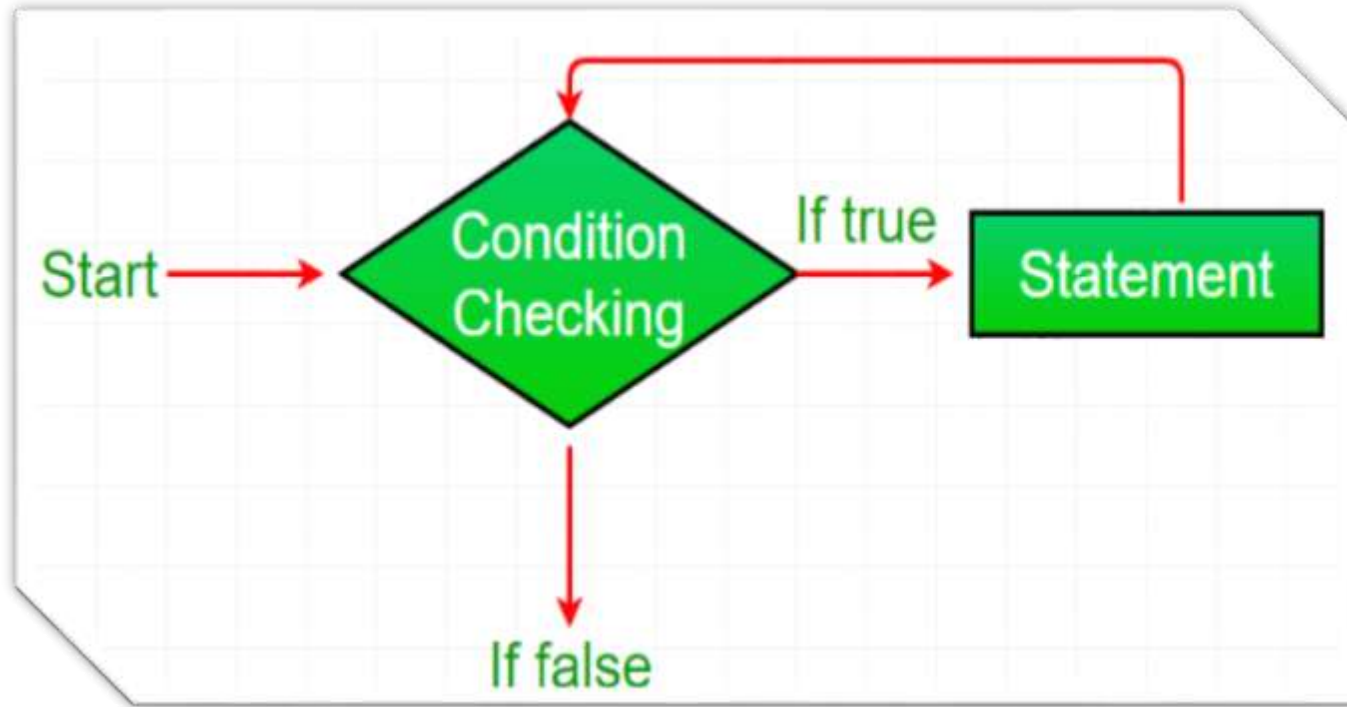 Start
Condition
Checking
If true
Statement
If false